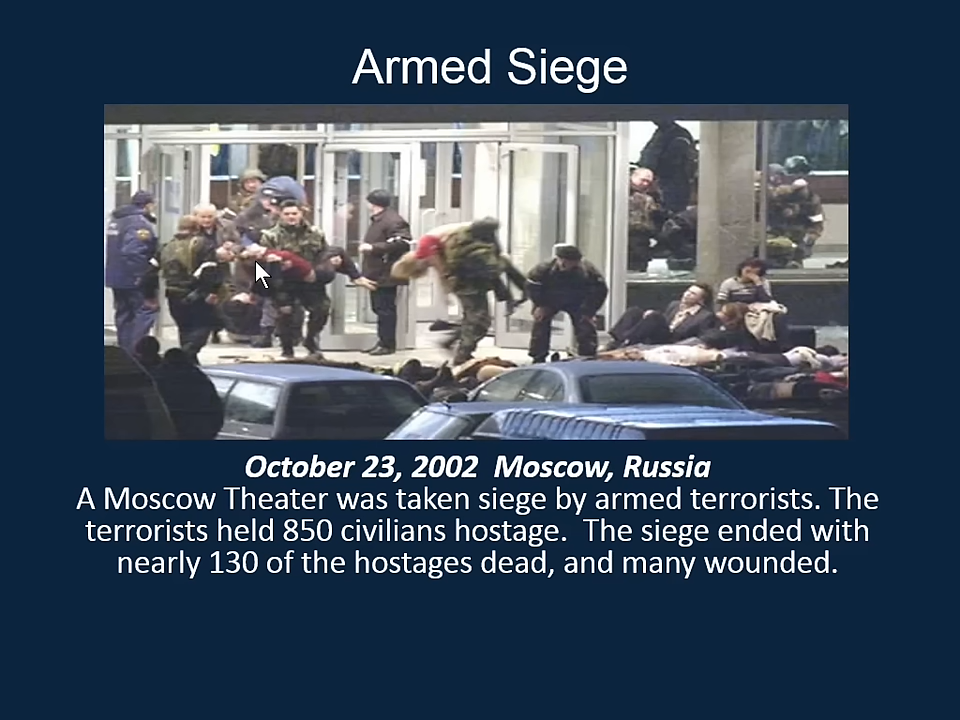 Armed Siege
October 23, 2002  Moscow, Russia
A Moscow Theater was taken siege by armed terrorists. The
terrorists held 850 civilians hostage.  The siege ended with
nearly 130 of the hostages dead, and many wounded.